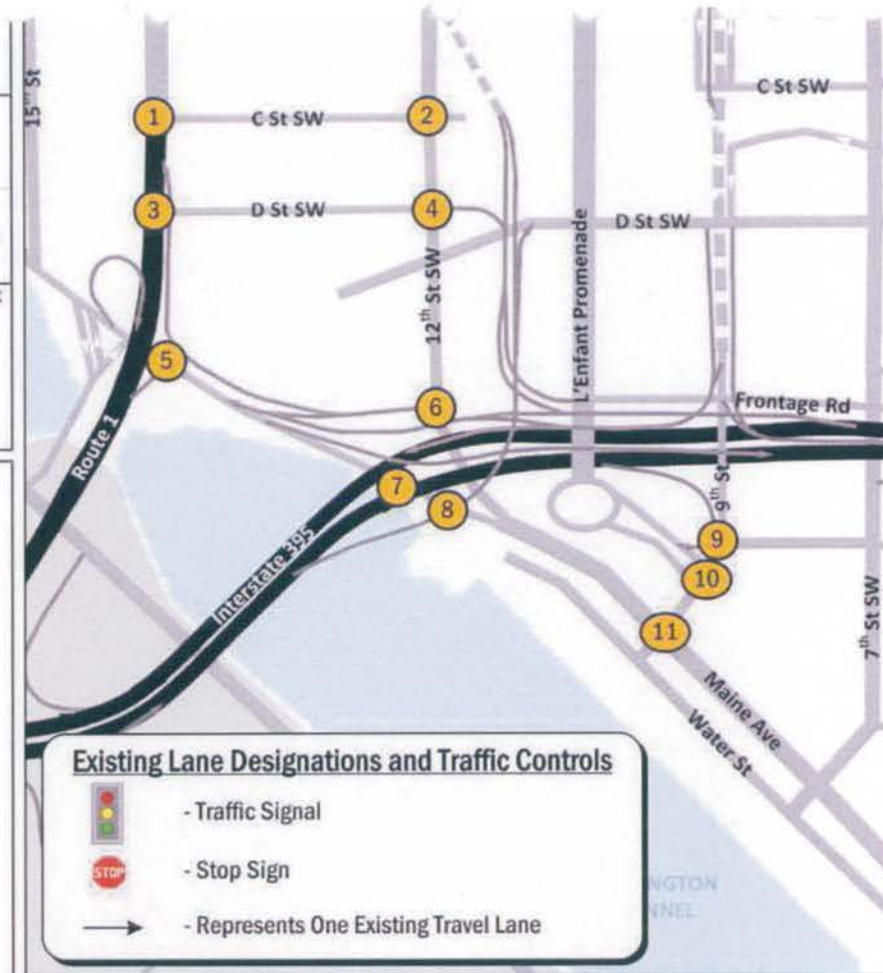 15th St
C St SW
1
C St SW
2
3
D St SW
4
D St SW
12th St SW
L'Enfant Promenade
5
6
Frontage Rd
Route 1
7
8
9th St
9
Interstate 395
10
11
7th St SW
Maine Ave
Water St
Existing Lane Designations and Traffic Controls
- Traffic Signal
STOP
- Stop Sign
- Represents One Existing Travel Lane
NGTON
NNEL